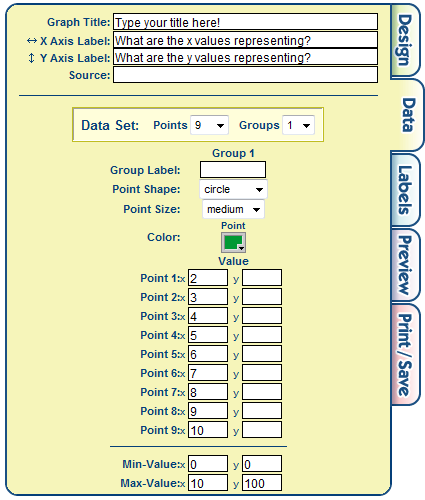 Graph Title: Type your title here!
↔ X Axis Label: What are the x values representing?
↕ Y Axis Label: What are the y values representing?
Source:
Data Set: Points 9 Groups 1
Group 1
Group Label:
Point Shape: circle
Point Size: medium
Point
Color:
Value
Point 1:x 2 y
Point 2:x 3 y
Point 3:x 4 y
Point 4:x 5 y
Point 5:x 6 y
Point 6:x 7 y
Point 7:x 8 y
Point 8:x 9 y
Point 9:x 10 y
Min-Value:x 0 y 0
Max-Value:x 10 y 100
Design
Data
Labels
Preview
Print / Save